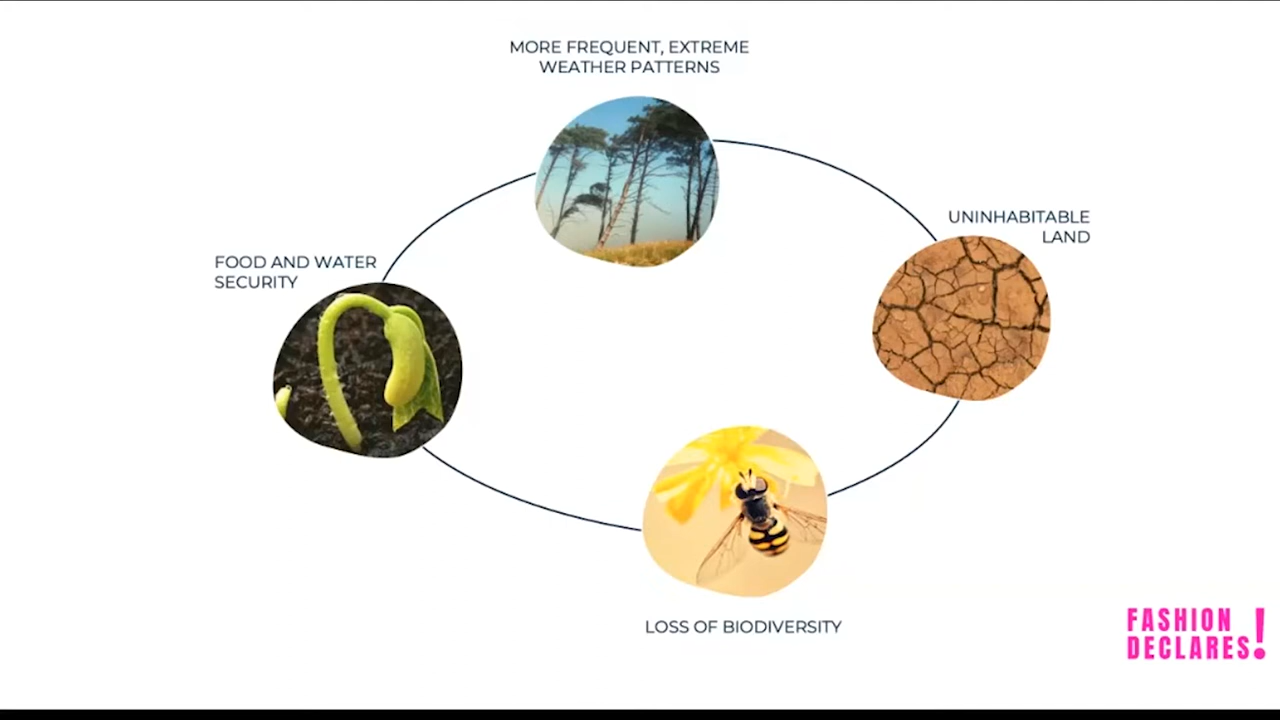 MORE FREQUENT, EXTREME
WEATHER PATTERNS
UNINHABITABLE
LAND
FOOD AND WATER
SECURITY
LOSS OF BIODIVERSITY
FASHION
DECLARES!